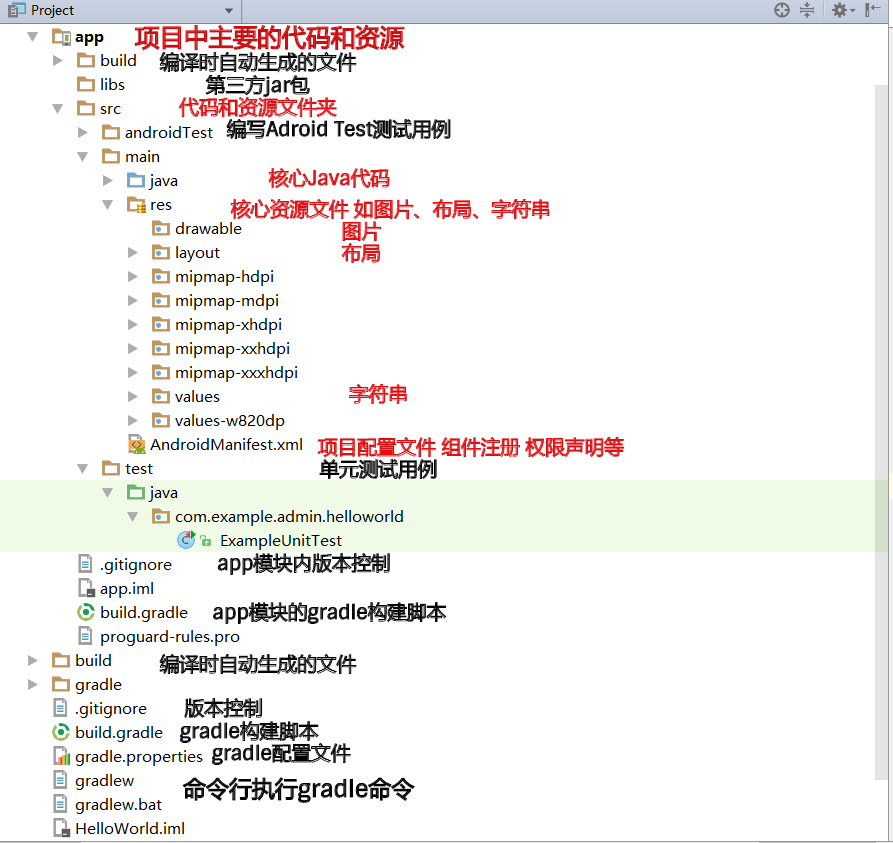 Project
app 项目中主要的代码和资源
build 编译时自动生成的文件
libs 第三方jar包
src 代码和资源文件夹
androidTest 编写Adroid Test测试用例
main
java 核心Java代码
res 核心资源文件 如图片、布局、字符串
drawable 图片
layout 布局
mipmap-hdpi
mipmap-mdpi
mipmap-xhdpi
mipmap-xxhdpi
mipmap-xxxhdpi
values 字符串
values-w820dp
AndroidManifest.xml 项目配置文件 组件注册 权限声明等
test 单元测试用例
java
com.example.admin.helloworld
ExampleUnitTest
.gitignore app模块内版本控制
app.iml
build.gradle app模块的gradle构建脚本
proguard-rules.pro
build 编译时自动生成的文件
gradle
.gitignore 版本控制
build.gradle gradle构建脚本
gradle.properties gradle配置文件
gradlew 命令行执行gradle命令
gradlew.bat
HelloWorld.iml